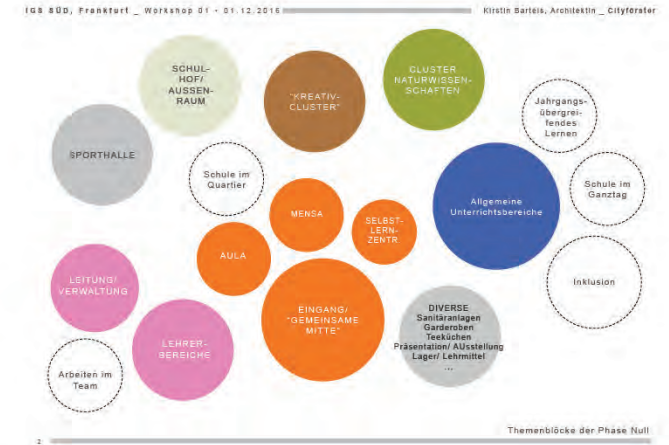 IGS SÜD, Frankfurt _ Workshop 01 - 01.12.2016
Kirstin Bartels, Architektin _ Cityförster
SCHUL-
HOF/
AUSSEN-
RAUM
"KREATIV-
CLUSTER"
CLUSTER
NATURWISSEN-
SCHAFTEN
Jahrgangs-
übergrei-
fendes
Lernen
SPORTHALLE
Schule im
Quartier
Allgemeine
Unterrichtsbereiche
Schule im
Ganztag
MENSA
SELBST-
LERN-
ZENTR.
AULA
LEITUNG/
VERWALTUNG
Inklusion
EINGANG/
"GEMEINSAME
MITTE"
DIVERSE
Sanitäranlagen
Garderoben
Teeküchen
Präsentation/ AUsstellung
Lager/ Lehrmittel
...
LEHRER-
BEREICHE
Arbeiten im
Team
Themenblöcke der Phase Null
2